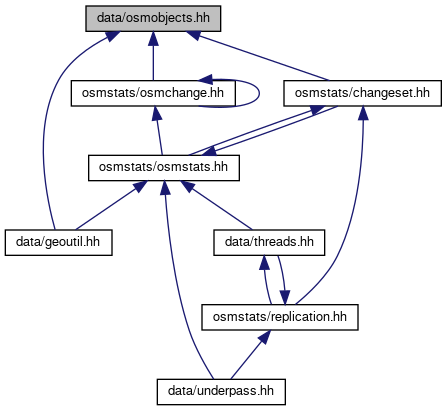 data/osmobjects.hh
osmstats/osmchange.hh
osmstats/changeset.hh
osmstats/osmstats.hh
data/geoutil.hh
data/threads.hh
osmstats/replication.hh
data/underpass.hh